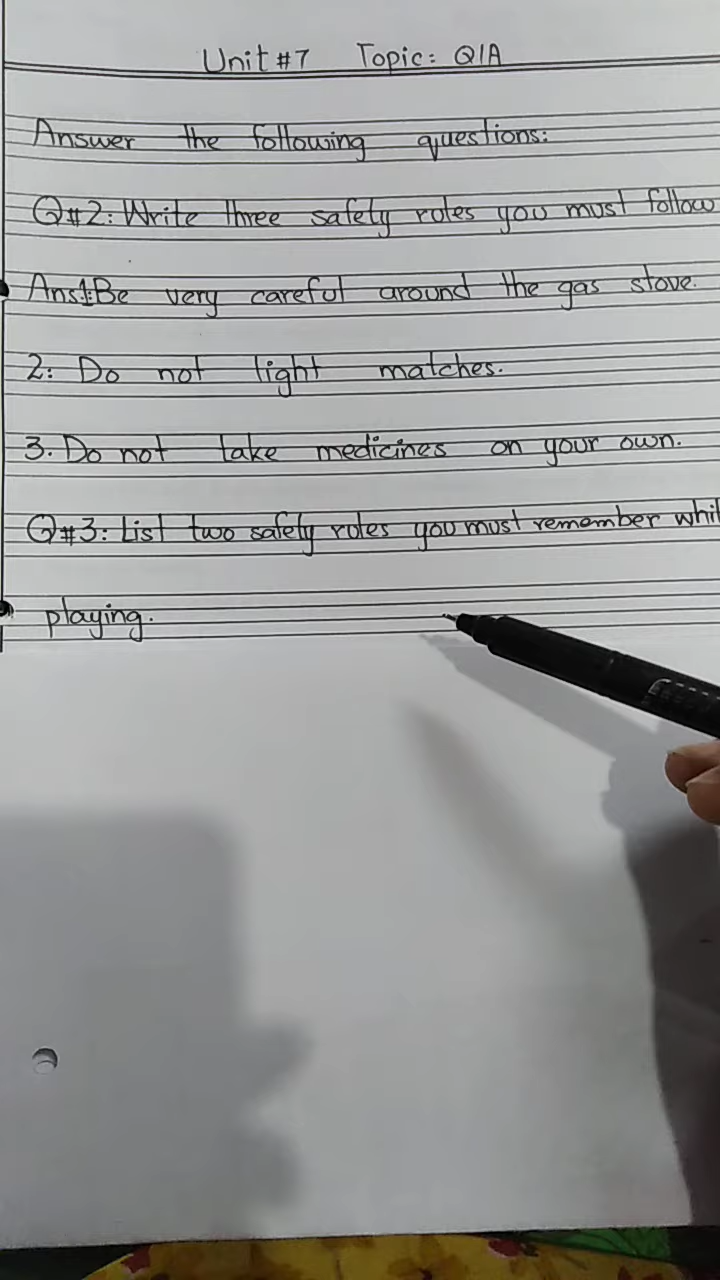 Unit #7 Topic: Q/A
Answer the following questions:
Q#2: Write three safety rules you must follow
Ans1: Be very careful around the gas stove.
2: Do not light matches.
3. Do not take medicines on your own.
Q#3: List two safety rules you must remember whil
playing.